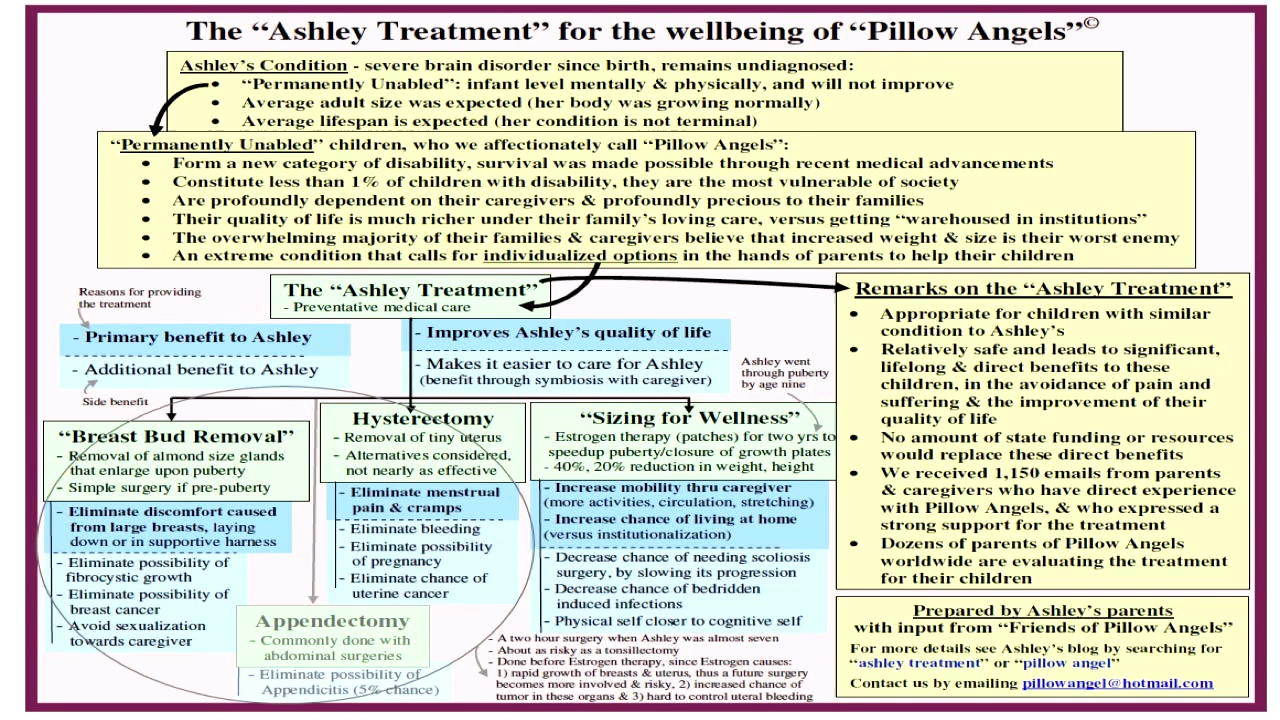 The “Ashley Treatment” for the wellbeing of “Pillow Angels”©
Ashley’s Condition - severe brain disorder since birth, remains undiagnosed:
• “Permanently Unabled”: infant level mentally & physically, and will not improve
• Average adult size was expected (her body was growing normally)
• Average lifespan is expected (her condition is not terminal)
“Permanently Unabled” children, who we affectionately call “Pillow Angels”:
• Form a new category of disability, survival was made possible through recent medical advancements
• Constitute less than 1% of children with disability, they are the most vulnerable of society
• Are profoundly dependent on their caregivers & profoundly precious to their families
• Their quality of life is much richer under their family’s loving care, versus getting “warehoused in institutions”
• The overwhelming majority of their families & caregivers believe that increased weight & size is their worst enemy
• An extreme condition that calls for individualized options in the hands of parents to help their children
Reasons for providing
the treatment
- Primary benefit to Ashley
- Additional benefit to Ashley
Side benefit
The “Ashley Treatment”
- Preventative medical care
- Improves Ashley’s quality of life
- Makes it easier to care for Ashley
(benefit through symbiosis with caregiver)
Ashley went
through puberty
by age nine
“Breast Bud Removal”
- Removal of almond size glands
that enlarge upon puberty
- Simple surgery if pre-puberty
- Eliminate discomfort caused
from large breasts, laying
down or in supportive harness
- Eliminate possibility of
fibrocystic growth
- Eliminate possibility of
breast cancer
- Avoid sexualization
towards caregiver
Hysterectomy
- Removal of tiny uterus
- Alternatives considered,
not nearly as effective
- Eliminate menstrual
pain & cramps
- Eliminate bleeding
- Eliminate possibility
of pregnancy
- Eliminate chance of
uterine cancer
Appendectomy
- Commonly done with
abdominal surgeries
- Eliminate possibility of
Appendicitis (5% chance)
“Sizing for Wellness”
- Estrogen therapy (patches) for two yrs to
speedup puberty/closure of growth plates
- 40%, 20% reduction in weight, height
- Increase mobility thru caregiver
(more activities, circulation, stretching)
- Increase chance of living at home
(versus institutionalization)
- Decrease chance of needing scoliosis
surgery, by slowing its progression
- Decrease chance of bedridden
induced infections
- Physical self closer to cognitive self
- A two hour surgery when Ashley was almost seven
- About as risky as a tonsillectomy
- Done before Estrogen therapy, since Estrogen causes:
1) rapid growth of breasts & uterus, thus a future surgery
becomes more involved & risky, 2) increased chance of
tumor in these organs & 3) hard to control uteral bleeding
Remarks on the “Ashley Treatment”
• Appropriate for children with similar
condition to Ashley’s
• Relatively safe and leads to significant,
lifelong & direct benefits to these
children, in the avoidance of pain and
suffering & the improvement of their
quality of life
• No amount of state funding or resources
would replace these direct benefits
• We received 1,150 emails from parents
& caregivers who have direct experience
with Pillow Angels, & who expressed a
strong support for the treatment
• Dozens of parents of Pillow Angels
worldwide are evaluating the treatment
for their children
Prepared by Ashley’s parents
with input from “Friends of Pillow Angels”
For more details see Ashley’s blog by searching for
“ashley treatment” or “pillow angel”
Contact us by emailing pillowangel@hotmail.com